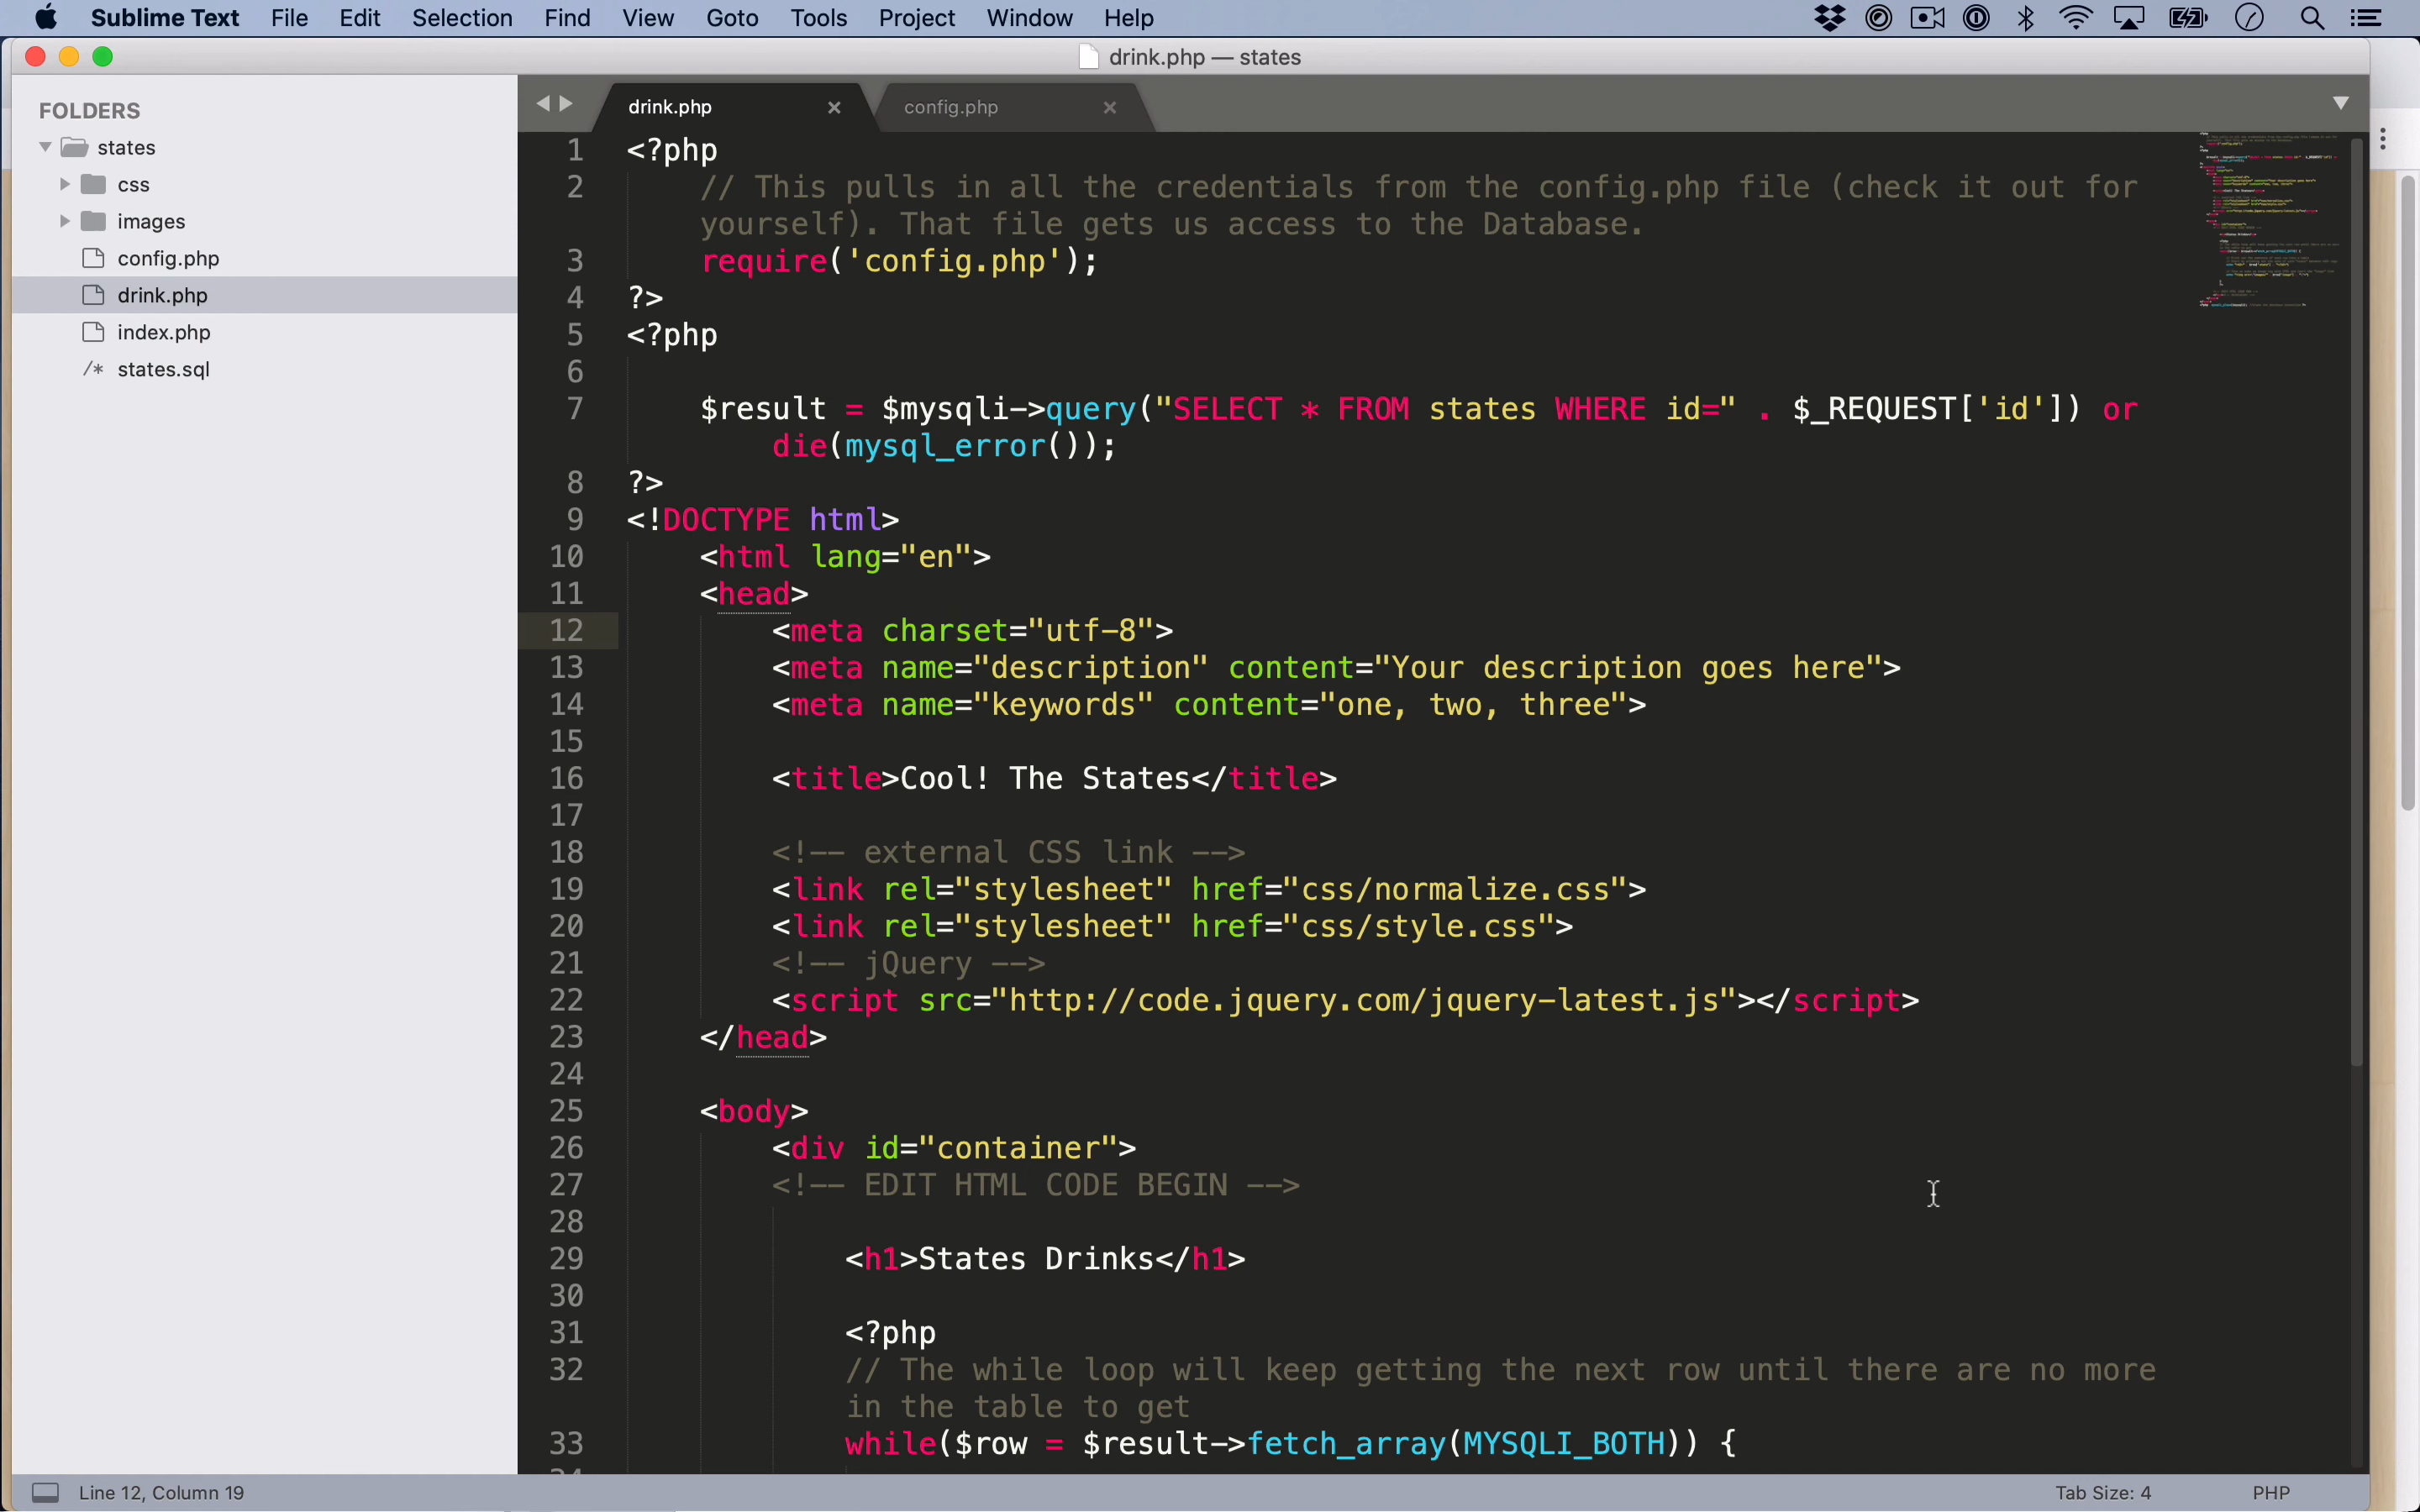 Sublime Text File Edit Selection Find View Goto Tools Project Window Help
drink.php — states
FOLDERS
states
css
images
config.php
drink.php
index.php
/* states.sql
drink.php × config.php ×
1 <?php
2 // This pulls in all the credentials from the config.php file (check it out for
yourself). That file gets us access to the Database.
3 require('config.php');
4 ?>
5 <?php
6
7 $result = $mysqli->query("SELECT * FROM states WHERE id=" . $_REQUEST['id']) or
die(mysql_error());
8 ?>
9 <!DOCTYPE html>
10 <html lang="en">
11 <head>
12 <meta charset="utf-8">
13 <meta name="description" content="Your description goes here">
14 <meta name="keywords" content="one, two, three">
15
16 <title>Cool! The States</title>
17
18 <!-- external CSS link -->
19 <link rel="stylesheet" href="css/normalize.css">
20 <link rel="stylesheet" href="css/style.css">
21 <!-- jQuery -->
22 <script src="http://code.jquery.com/jquery-latest.js"></script>
23 </head>
24
25 <body>
26 <div id="container">
27 <!-- EDIT HTML CODE BEGIN -->
28
29 <h1>States Drinks</h1>
30
31 <?php
32 // The while loop will keep getting the next row until there are no more
in the table to get
33 while($row = $result->fetch_array(MYSQLI_BOTH)) {
Line 12, Column 19
Tab Size: 4
PHP